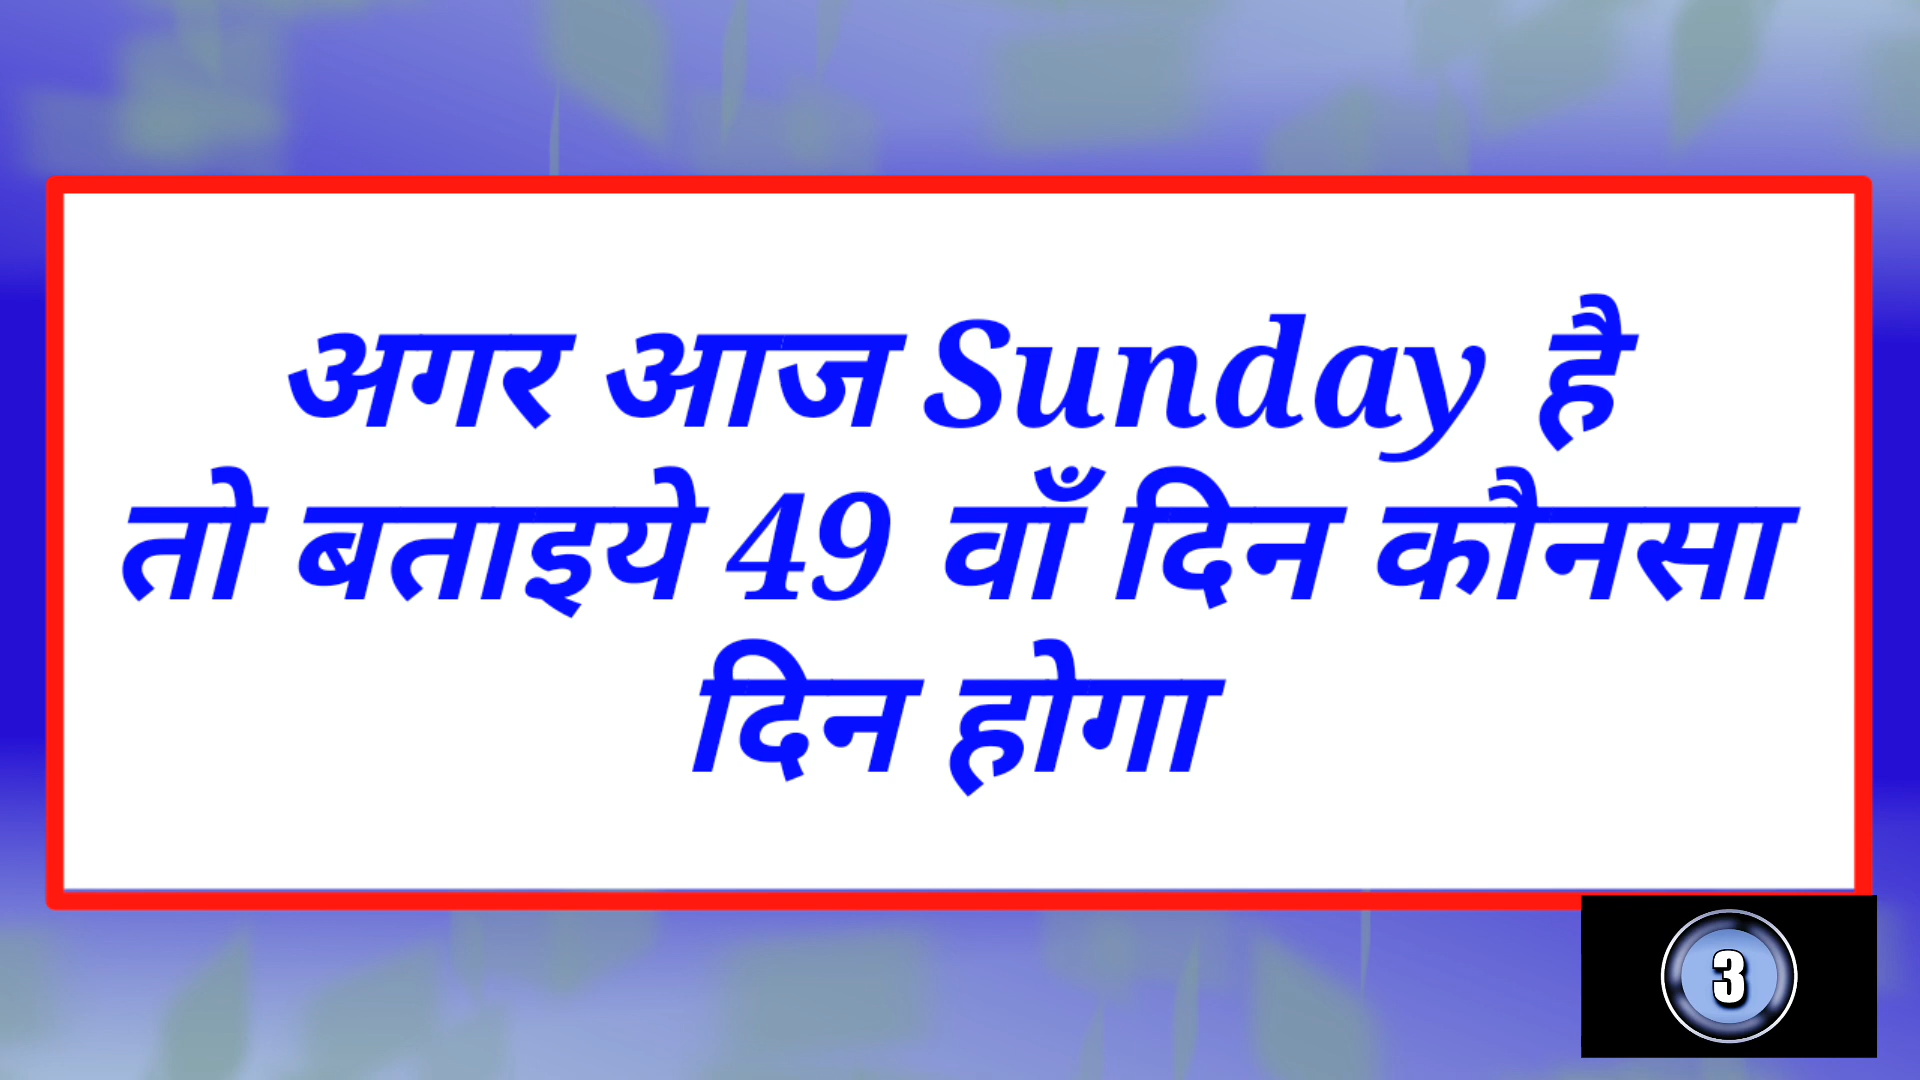 अगर आज Sunday है
तो बताइये 49 वाँ दिन कौनसा
दिन होगा
3